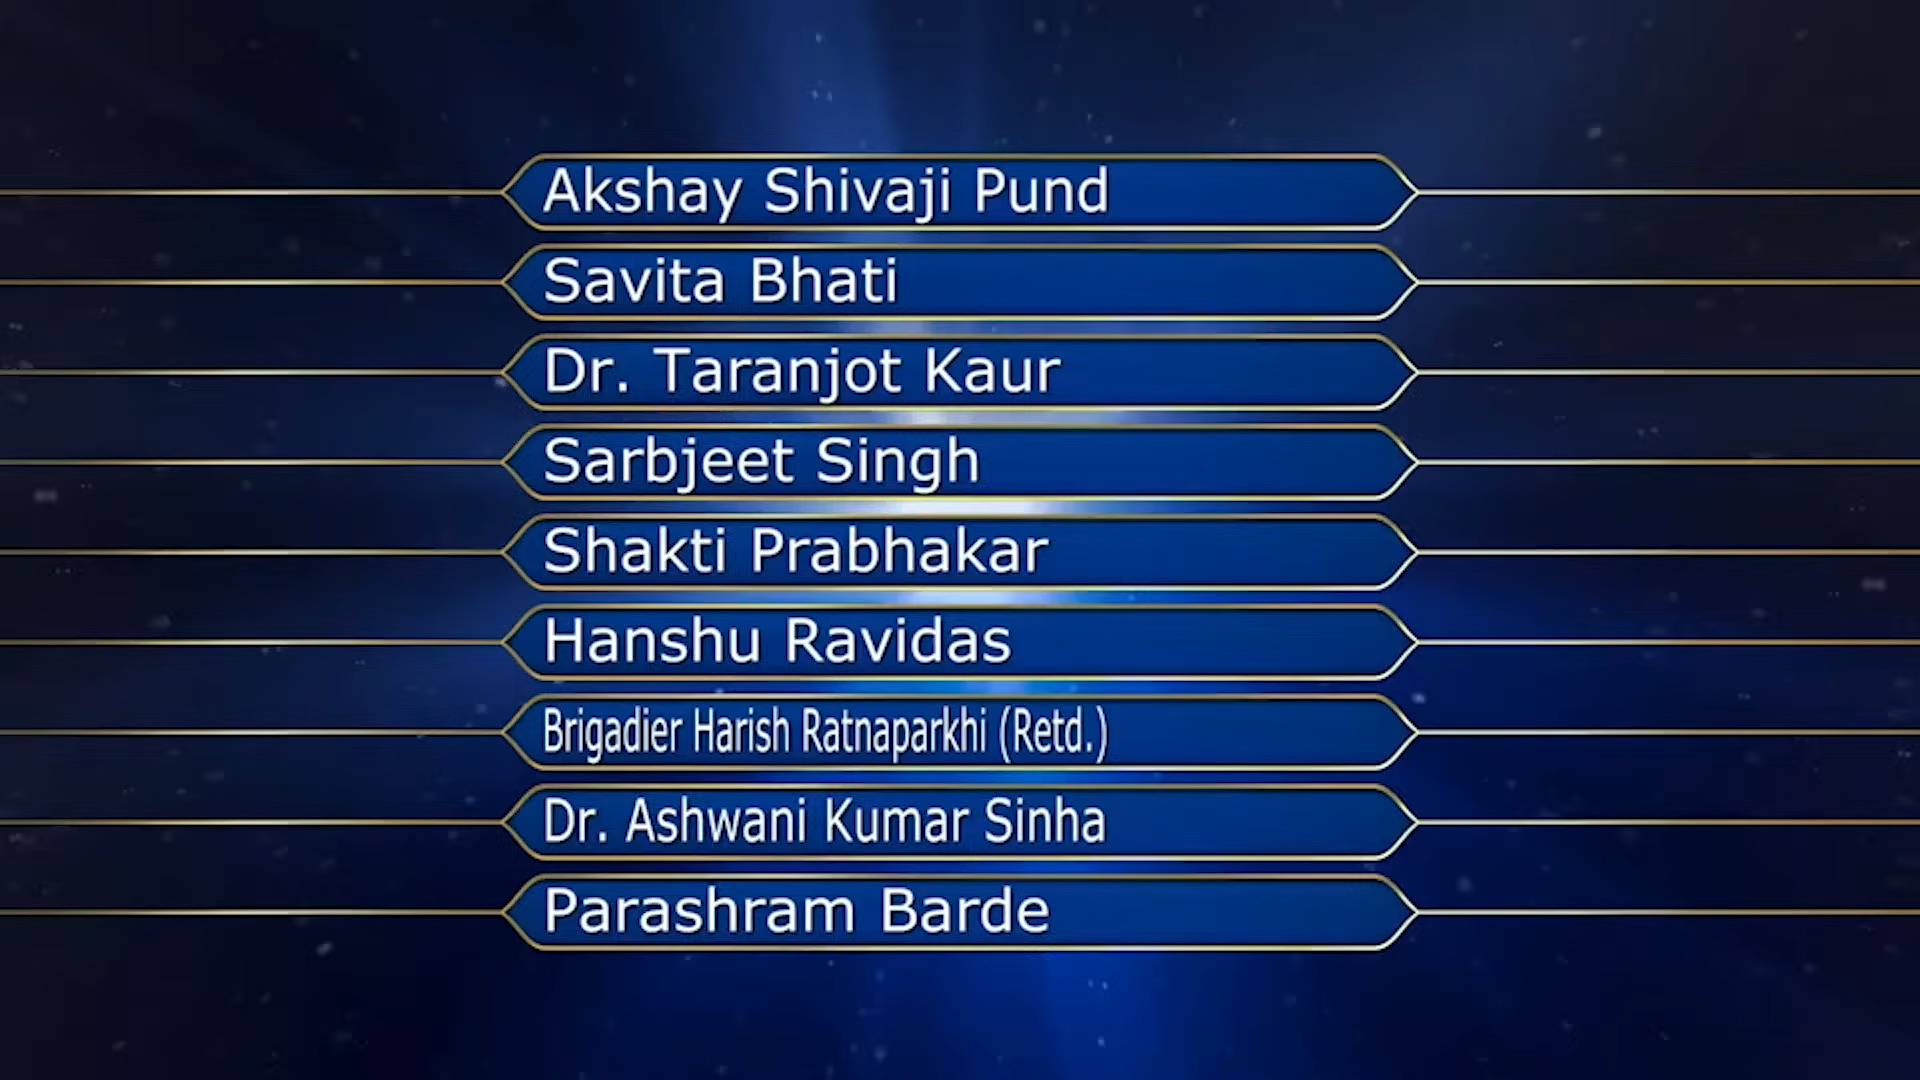 Akshay Shivaji Pund
Savita Bhati
Dr. Taranjot Kaur
Sarbjeet Singh
Shakti Prabhakar
Hanshu Ravidas
Brigadier Harish Ratnaparkhi (Retd.)
Dr. Ashwani Kumar Sinha
Parashram Barde